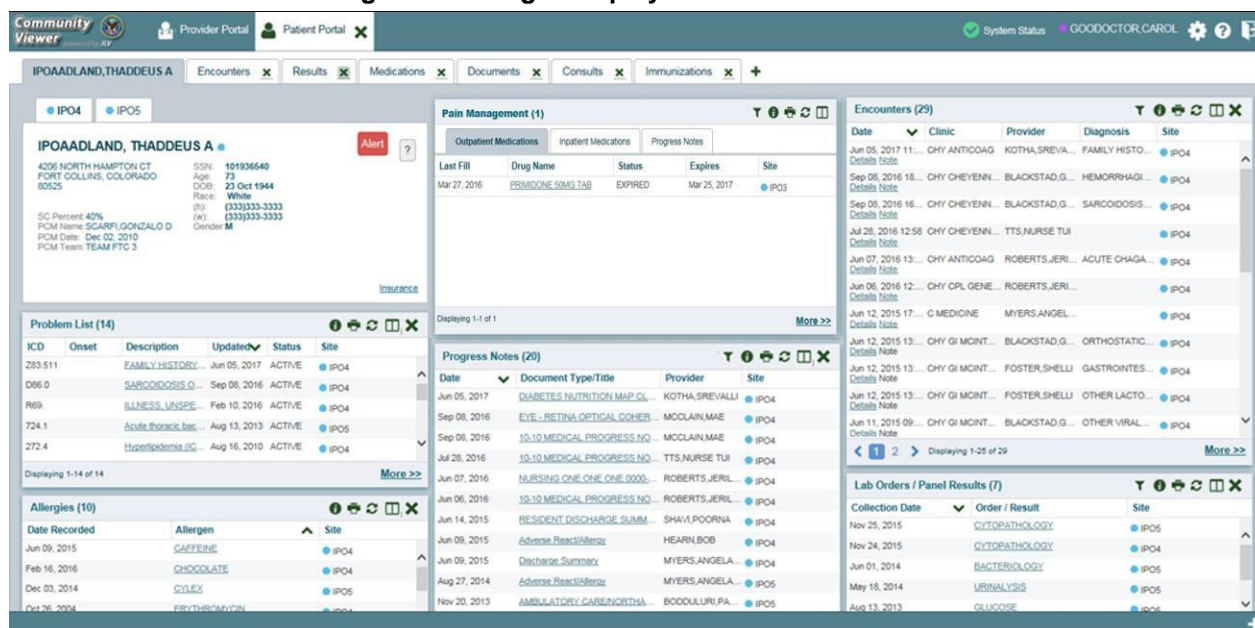 Community
Viewer powered by JLV
Provider Portal Patient Portal
System Status GOODOCTOR,CAROL
IPOAADLAND,THADDEUS A Encounters Results Medications Documents Consults Immunizations
IPO4 IPO5
IPOAADLAND, THADDEUS A
Alert ?
4206 NORTH HAMPTON CT
FORT COLLINS, COLORADO
80525
SSN: 101936540
Age: 73
DOB: 23 Oct 1944
Race: White
(h): (333)333-3333
(w): (333)333-3333
Gender: M
SC Percent: 40%
PCM Name: SCARFI,GONZALO D
PCM Date: Dec 02, 2010
PCM Team: TEAM FTC 3
Insurance
Problem List (14)
ICD Onset Description Updated Status Site
Z83.511 FAMILY HISTORY... Jun 05, 2017 ACTIVE IPO4
D86.0 SARCOIDOSIS O... Sep 08, 2016 ACTIVE IPO4
R69. ILLNESS, UNSPE... Feb 10, 2016 ACTIVE IPO4
724.1 Acute thoracic bac... Aug 13, 2013 ACTIVE IPO5
272.4 Hyperlipidemia (IC... Aug 16, 2010 ACTIVE IPO4
Displaying 1-14 of 14 More >>
Allergies (10)
Date Recorded Allergen Site
Jun 09, 2015 CAFFEINE IPO4
Feb 16, 2016 CHOCOLATE IPO4
Dec 03, 2014 CYLEX IPO5
Oct 26, 2004 ERYTHROMYCIN IPO4
Pain Management (1)
Outpatient Medications Inpatient Medications Progress Notes
Last Fill Drug Name Status Expires Site
Mar 27, 2016 PRIMIDONE 50MG TAB EXPIRED Mar 25, 2017 IPO3
Displaying 1-1 of 1 More >>
Progress Notes (20)
Date Document Type/Title Provider Site
Jun 05, 2017 DIABETES NUTRITION MAP CL... KOTHA,SREVALLI IPO4
Sep 08, 2016 EYE - RETINA OPTICAL COHER... MCCLAIN,MAE IPO4
Sep 08, 2016 10-10 MEDICAL PROGRESS NO... MCCLAIN,MAE IPO4
Jul 28, 2016 10-10 MEDICAL PROGRESS NO... TTS,NURSE TUI IPO4
Jun 07, 2016 NURSING ONE ONE ONE 0000-... ROBERTS,JERIL... IPO4
Jun 06, 2016 10-10 MEDICAL PROGRESS NO... ROBERTS,JERIL... IPO4
Jun 14, 2015 RESIDENT DISCHARGE SUMM... SHAVI,POORNA IPO4
Jun 09, 2015 Adverse React/Allergy HEARN,BOB IPO4
Jun 09, 2015 Discharge Summary MYERS,ANGELA... IPO4
Aug 27, 2014 Adverse React/Allergy MYERS,ANGELA... IPO5
Nov 20, 2013 AMBULATORY CARE/NORTHA... BODDULURI,PA... IPO5
Encounters (29)
Date Clinic Provider Diagnosis Site
Jun 05, 2017 11:... CHY ANTICOAG KOTHA,SREVA... FAMILY HISTO... IPO4
Details Note
Sep 08, 2016 18... CHY CHEYENN... BLACKSTAD,G... HEMORRHAGI... IPO4
Details Note
Sep 08, 2016 16... CHY CHEYENN... BLACKSTAD,G... SARCOIDOSIS... IPO4
Details Note
Jul 28, 2016 12:58 CHY CHEYENN... TTS,NURSE TUI IPO4
Details Note
Jun 07, 2016 13:... CHY ANTICOAG ROBERTS,JERI... ACUTE CHAGA... IPO4
Details Note
Jun 06, 2016 12:... CHY CPL GENE... ROBERTS,JERI... IPO4
Details Note
Jun 12, 2015 17:... C MEDICINE MYERS,ANGEL... IPO4
Details Note
Jun 12, 2015 13:... CHY GI MCINT... BLACKSTAD,G... ORTHOSTATIC... IPO4
Details Note
Jun 12, 2015 13:... CHY GI MCINT... FOSTER,SHELLI GASTROINTES... IPO4
Details Note
Jun 12, 2015 13:... CHY GI MCINT... FOSTER,SHELLI OTHER LACTO... IPO4
Details Note
Jun 11, 2015 09:... CHY GI MCINT... BLACKSTAD,G... OTHER VIRAL... IPO4
Details Note
1 2 Displaying 1-25 of 29 More >>
Lab Orders / Panel Results (7)
Collection Date Order / Result Site
Nov 25, 2015 CYTOPATHOLOGY IPO5
Nov 24, 2015 CYTOPATHOLOGY IPO4
Jun 01, 2014 BACTERIOLOGY IPO5
May 18, 2014 URINALYSIS IPO5
Aug 13, 2013 GLUCOSE IPO5